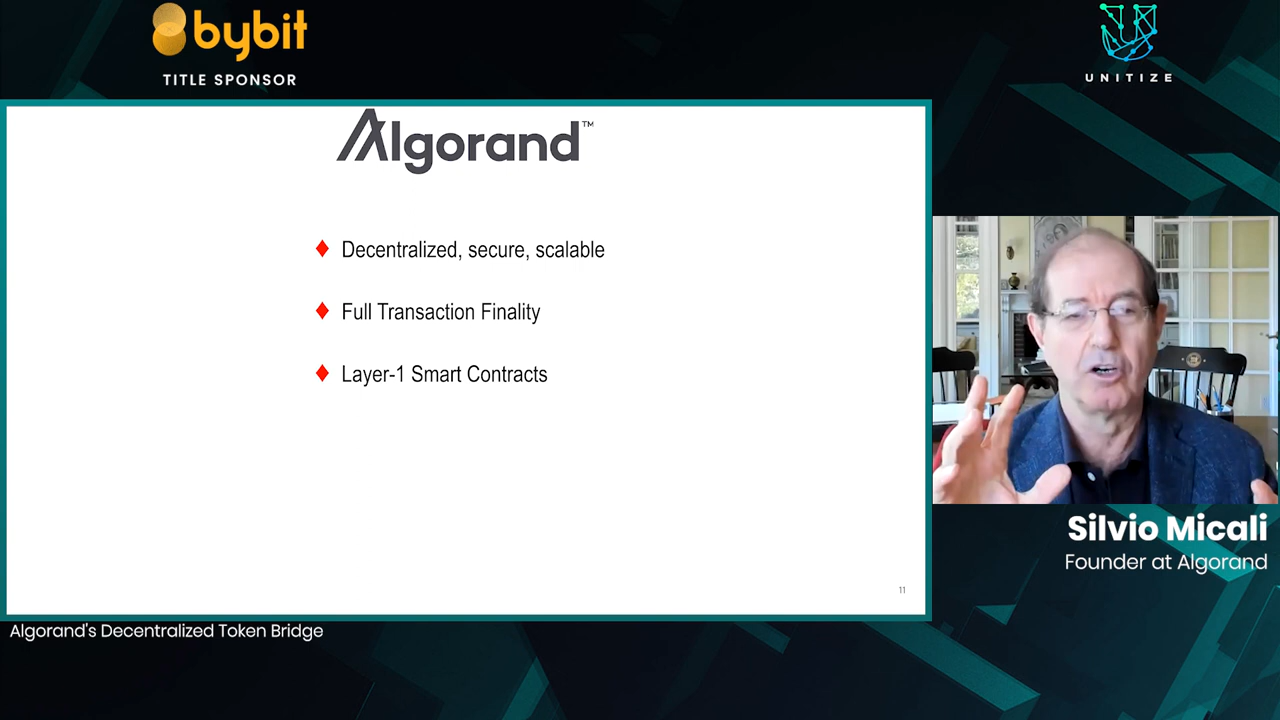 bybit
TITLE SPONSOR
UNITIZE
Algorand™
Decentralized, secure, scalable
Full Transaction Finality
Layer-1 Smart Contracts
11
Silvio Micali
Founder at Algorand
Algorand's Decentralized Token Bridge